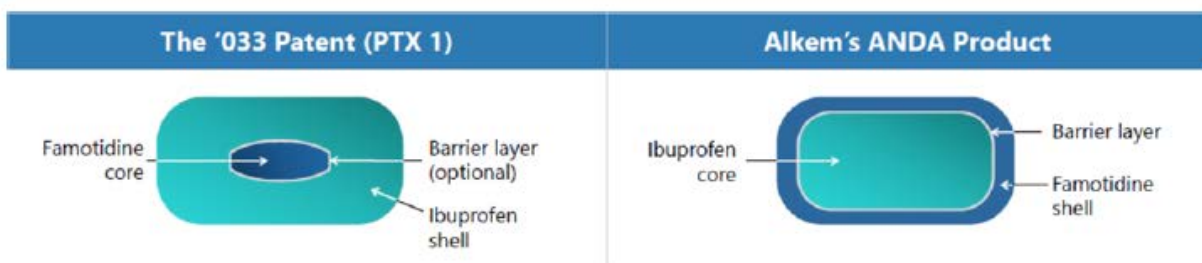 The ’033 Patent (PTX 1)
Alkem’s ANDA Product
Famotidine
core
Barrier layer
(optional)
Ibuprofen
shell
Ibuprofen
core
Barrier layer
Famotidine
shell